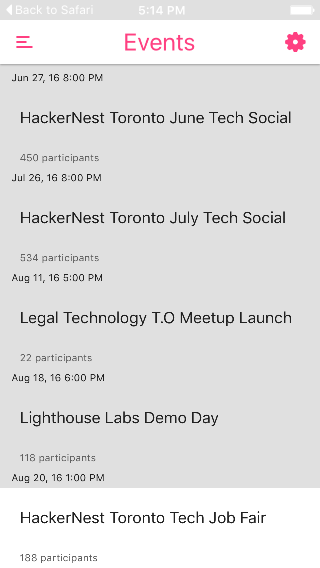 Back to Safari 5:14 PM
Events
Jun 27, 16 8:00 PM
HackerNest Toronto June Tech Social
450 participants
Jul 26, 16 8:00 PM
HackerNest Toronto July Tech Social
534 participants
Aug 11, 16 5:00 PM
Legal Technology T.O Meetup Launch
22 participants
Aug 18, 16 6:00 PM
Lighthouse Labs Demo Day
118 participants
Aug 20, 16 1:00 PM
HackerNest Toronto Tech Job Fair
188 participants